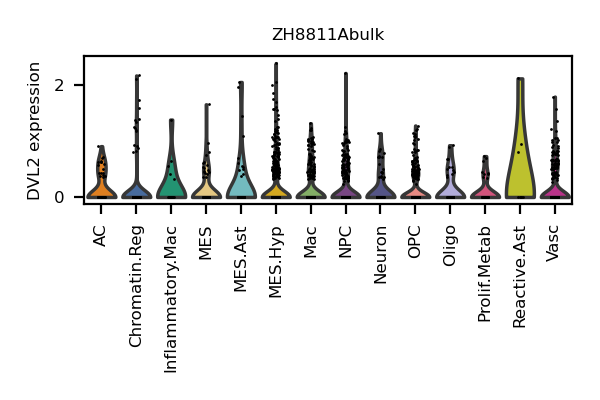 ZH8811Abulk
DVL2 expression
2
0
AC
Chromatin.Reg
Inflammatory.Mac
MES
MES.Ast
MES.Hyp
Mac
NPC
Neuron
OPC
Oligo
Prolif.Metab
Reactive.Ast
Vasc